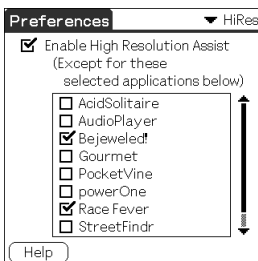 Preferences HiRes
Enable High Resolution Assist
(Except for these
selected applications below)
AcidSolitaire
AudioPlayer
Bejeweled!
Gourmet
PocketVine
powerOne
Race Fever
StreetFindr
Help